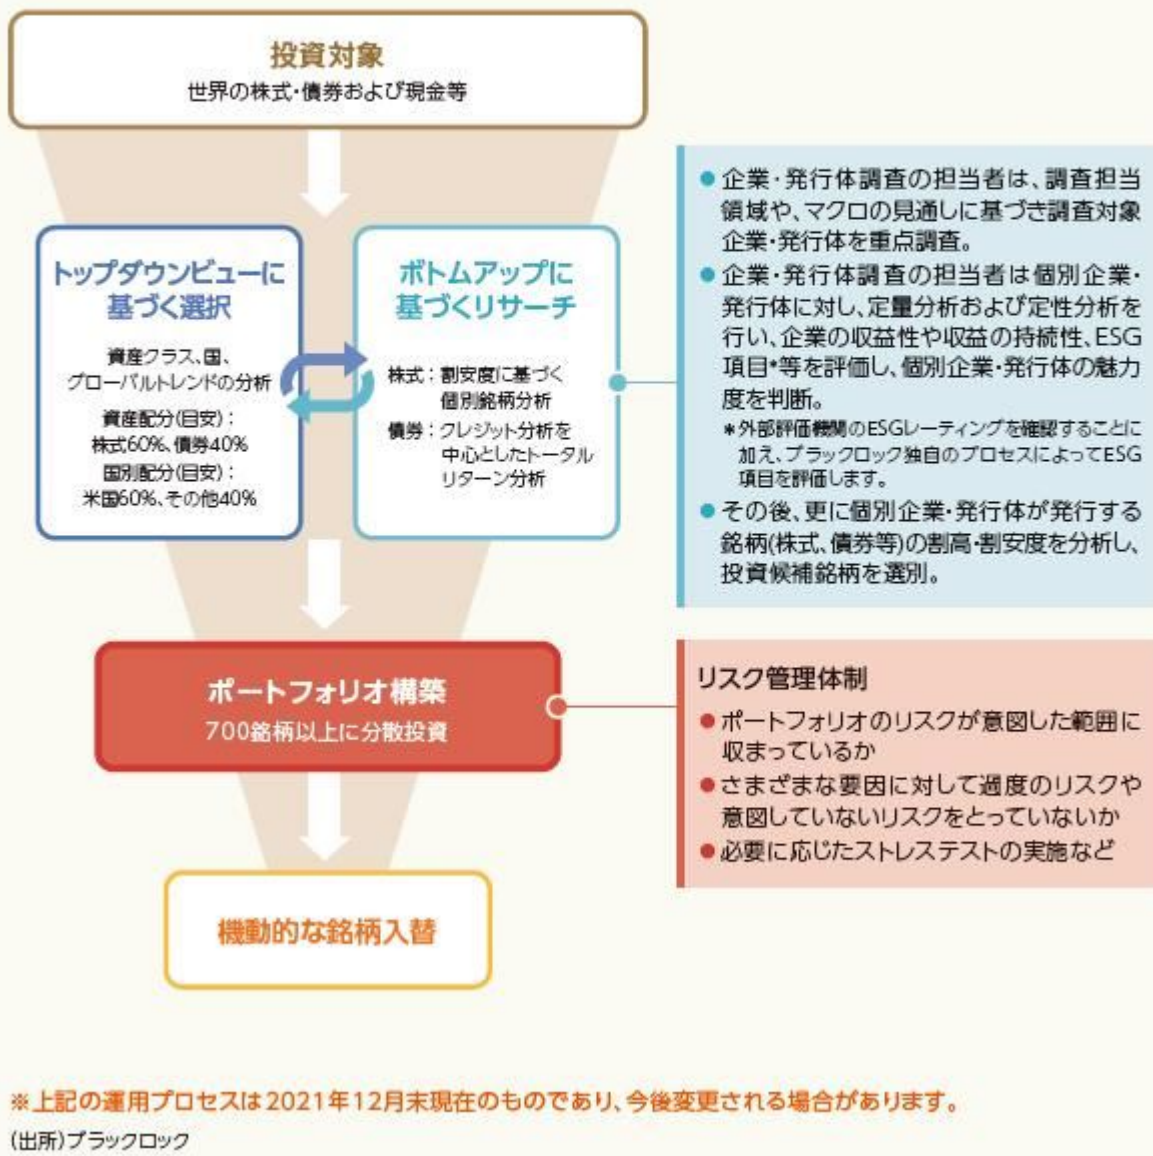 投資対象
世界の株式・債券および現金等
トップダウンビューに
基づく選択
資産クラス、国、
グローバルトレンドの分析
資産配分(目安)：
株式60%、債券40%
国別配分(目安)：
米国60%、その他40%
ボトムアップに
基づくリサーチ
株式：割安度に基づく
個別銘柄分析
債券：クレジット分析を
中心としたトータル
リターン分析
●企業・発行体調査の担当者は、調査担当
領域や、マクロの見通しに基づき調査対象
企業・発行体を重点調査。
●企業・発行体調査の担当者は個別企業・
発行体に対し、定量分析および定性分析を
行い、企業の収益性や収益の持続性、ESG
項目*等を評価し、個別企業・発行体の魅力
度を判断。
*外部評価機関のESGレーティングを確認することに
加え、ブラックロック独自のプロセスによってESG
項目を評価します。
●その後、更に個別企業・発行体が発行する
銘柄(株式、債券等)の割高・割安度を分析し、
投資候補銘柄を選別。
ポートフォリオ構築
700銘柄以上に分散投資
リスク管理体制
●ポートフォリオのリスクが意図した範囲に
収まっているか
●さまざまな要因に対して過度のリスクや
意図していないリスクをとっていないか
●必要に応じたストレステストの実施など
機動的な銘柄入替
※上記の運用プロセスは2021年12月末現在のものであり、今後変更される場合があります。
(出所)ブラックロック